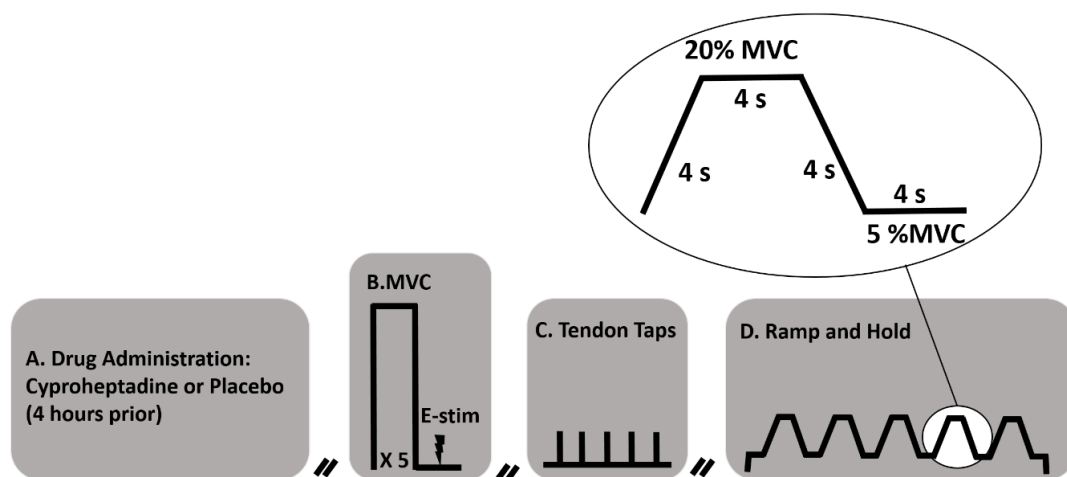 20% MVC
4 s
4 s
4 s
4 s
5 %MVC
A. Drug Administration:
Cyproheptadine or Placebo
(4 hours prior)
B.MVC
E-stim
X 5
C. Tendon Taps
D. Ramp and Hold